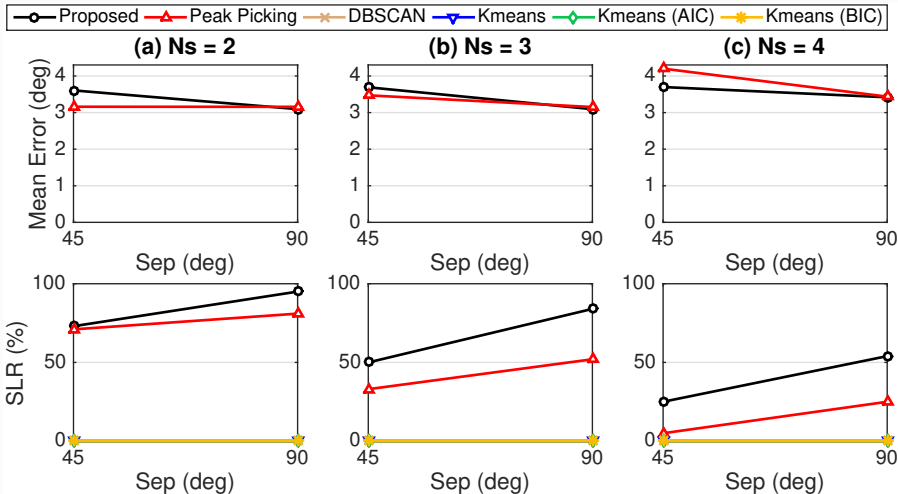 Proposed Peak Picking DBSCAN Kmeans Kmeans (AIC) Kmeans (BIC)
(a) Ns = 2
(b) Ns = 3
(c) Ns = 4
Mean Error (deg)
4
3
2
1
0
45 90
Sep (deg)
4
3
2
1
0
45 90
Sep (deg)
4
3
2
1
0
45 90
Sep (deg)
SLR (%)
100
50
0
45 90
Sep (deg)
100
50
0
45 90
Sep (deg)
100
50
0
45 90
Sep (deg)